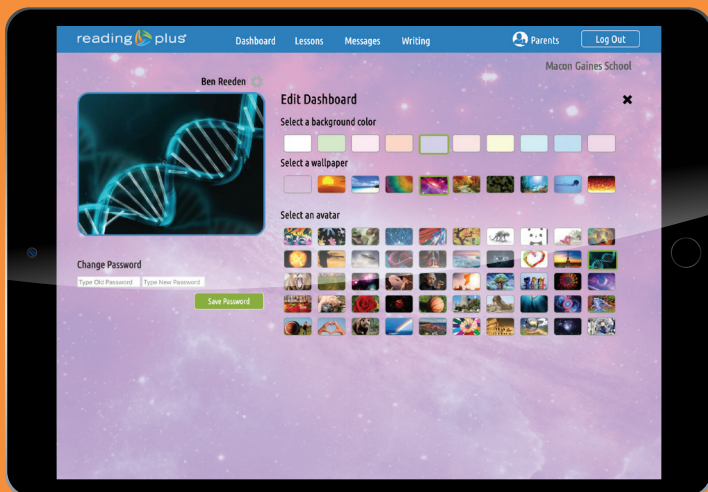 reading plus®
Dashboard Lessons Messages Writing Parents Log Out
Macon Gaines School
Ben Reeden
Edit Dashboard
Select a background color
Select a wallpaper
Select an avatar
Change Password
Type Old Password Type New Password
Save Password